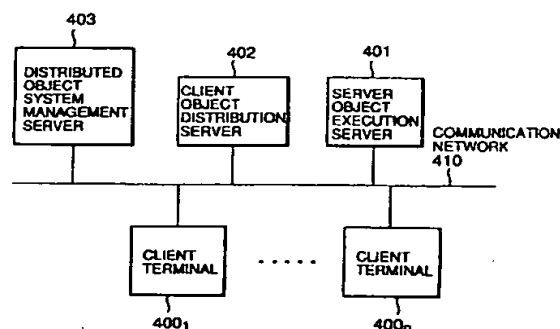 403
402
401
DISTRIBUTED
OBJECT
SYSTEM
MANAGEMENT
SERVER
CLIENT
OBJECT
DISTRIBUTION
SERVER
SERVER
OBJECT
EXECUTION
SERVER
COMMUNICATION
NETWORK
410
CLIENT
TERMINAL
.....
CLIENT
TERMINAL
400₁
400ₙ